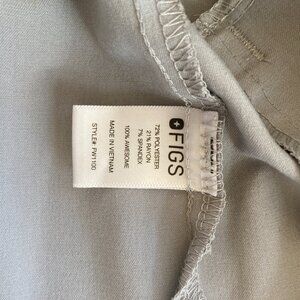 FIGS
72% POLYESTER
21% RAYON
7% SPANDEX
100% AWESOME
MADE IN VIETNAM
STYLE#: FW1100